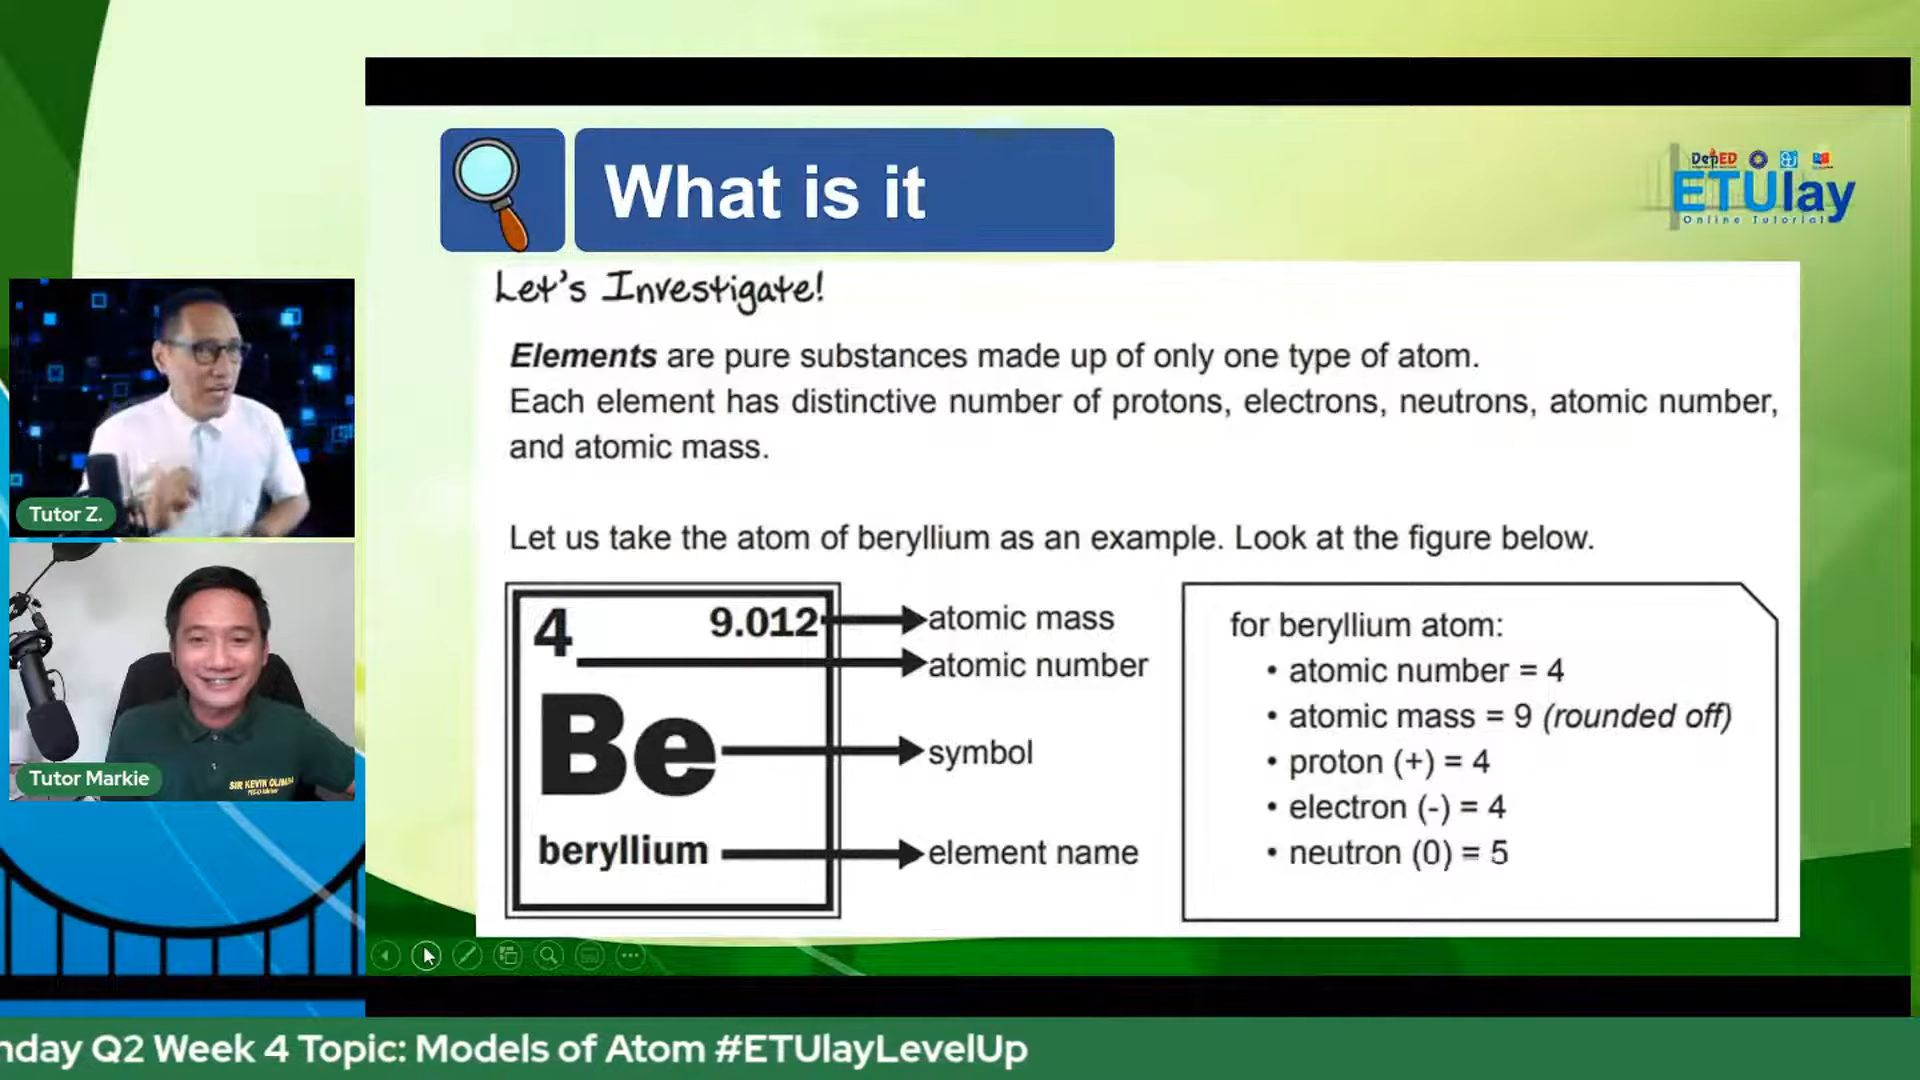 What is it
DepED
ETUlay
Online Tutorial
Let's Investigate!
Elements are pure substances made up of only one type of atom.
Each element has distinctive number of protons, electrons, neutrons, atomic number,
and atomic mass.
Let us take the atom of beryllium as an example. Look at the figure below.
4
9.012
atomic mass
atomic number
Be
symbol
beryllium
element name
for beryllium atom:
• atomic number = 4
• atomic mass = 9 (rounded off)
• proton (+) = 4
• electron (-) = 4
• neutron (0) = 5
Tutor Z.
Tutor Markie
SIR KEVIN
nday Q2 Week 4 Topic: Models of Atom #ETUlayLevelUp